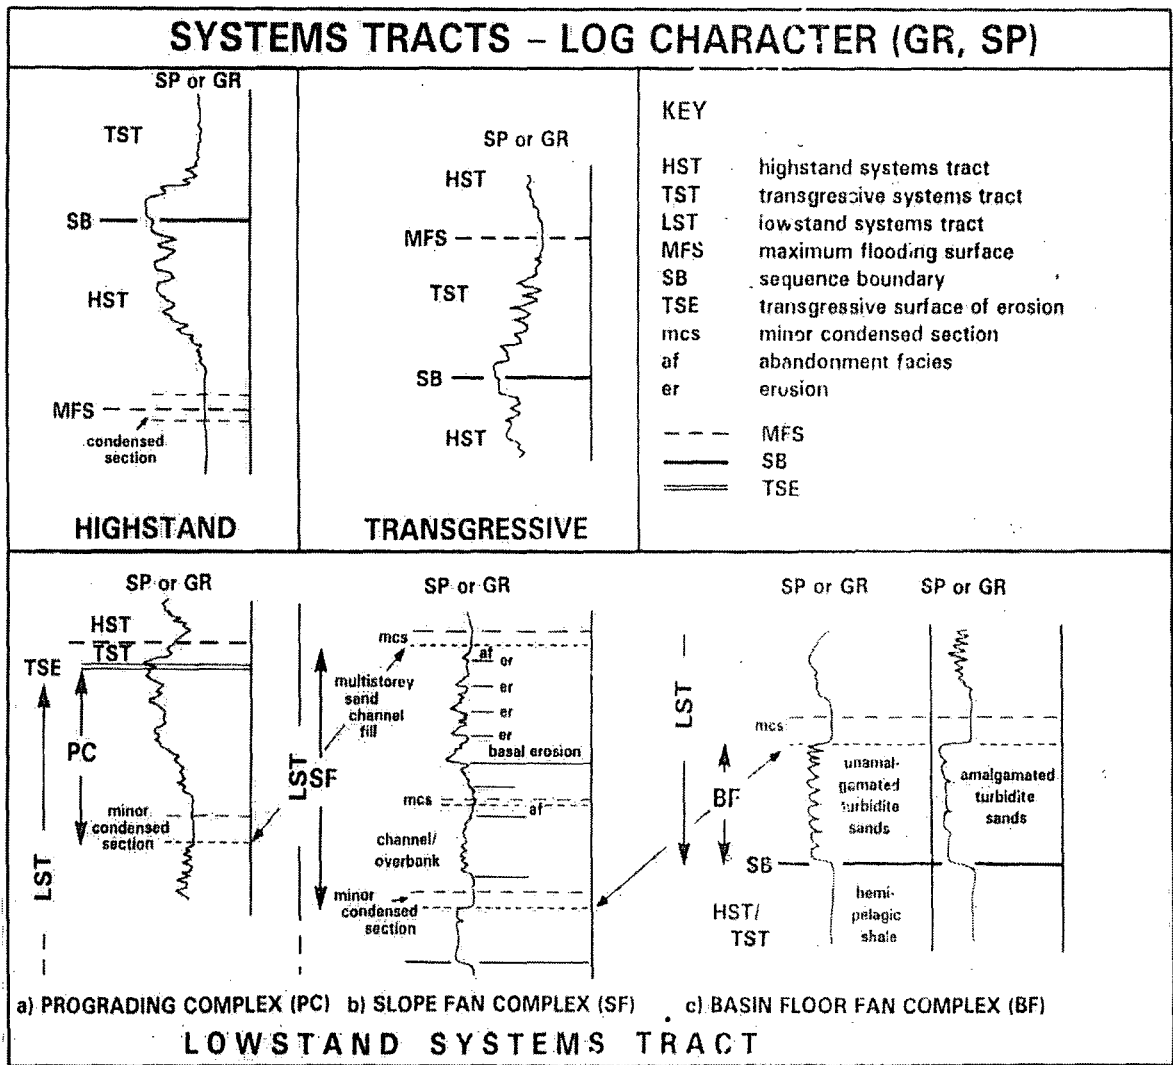 SYSTEMS TRACTS – LOG CHARACTER (GR, SP)
SP or GR
TST
SB
HST
MFS
condensed
section
HIGHSTAND
SP or GR
HST
MFS
TST
SB
HST
TRANSGRESSIVE
KEY
HST highstand systems tract
TST transgressive systems tract
LST lowstand systems tract
MFS maximum flooding surface
SB sequence boundary
TSE transgressive surface of erosion
mcs minor condensed section
af abandonment facies
er erosion
MFS
SB
TSE
SP or GR
HST
TST
TSE
PC
minor
condensed
section
LST
a) PROGRADING COMPLEX (PC)
SP or GR
mcs
af
er
multistorey
sand
channel
fill
er
er
er
basal erosion
LST
SF
mcs
af
channel/
overbank
minor
condensed
section
b) SLOPE FAN COMPLEX (SF)
SP or GR
SP or GR
LST
mcs
BF
unamal-
gamated
turbidite
sands
amalgamated
turbidite
sands
SB
HST/
TST
hemi-
pelagic
shale
c) BASIN FLOOR FAN COMPLEX (BF)
LOWSTAND SYSTEMS TRACT